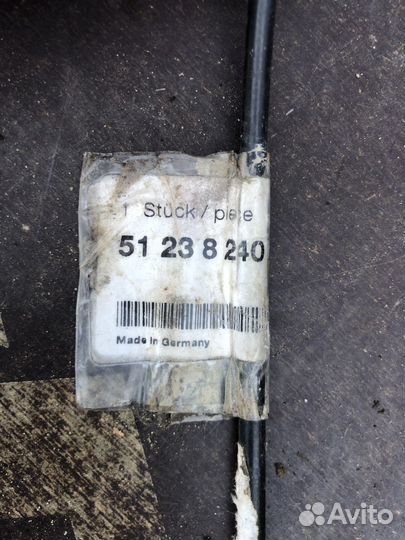 1 Stück / piece
51 23 8 240
Made in Germany
Avito